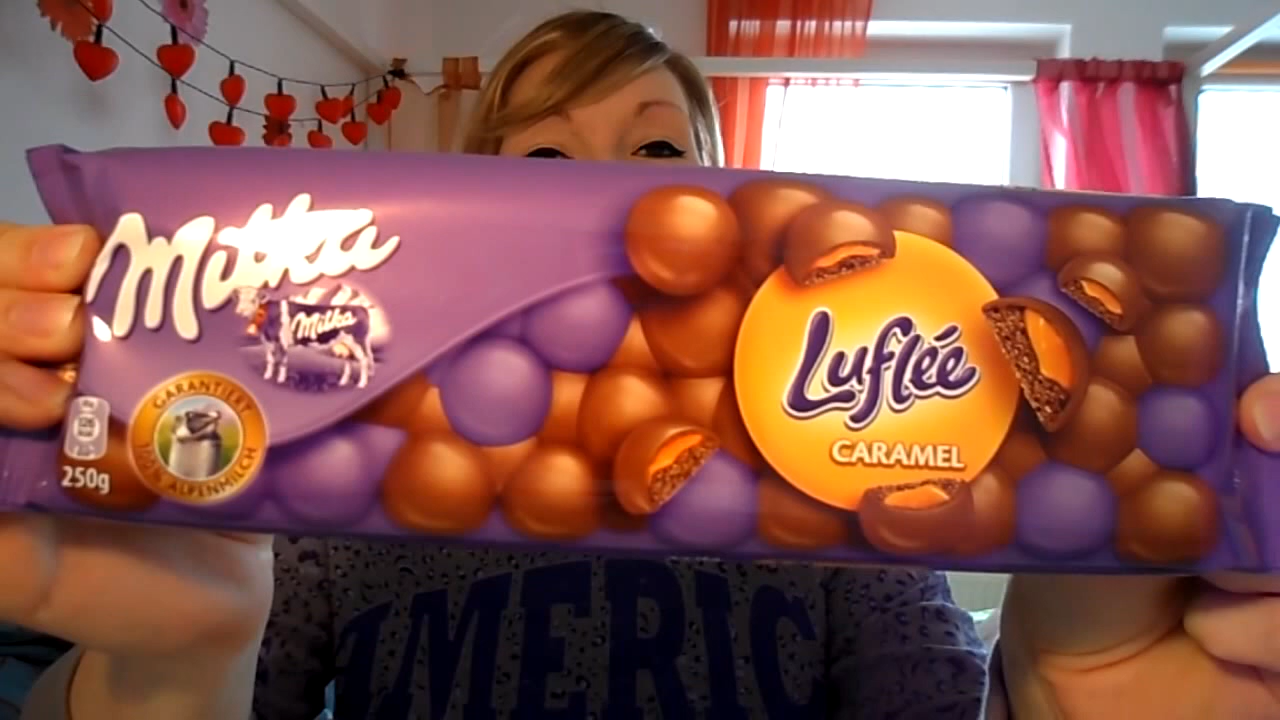 Milka
Milka
GARANTIERT
100% ALPENMILCH
250g
Luflée
CARAMEL
MERIC